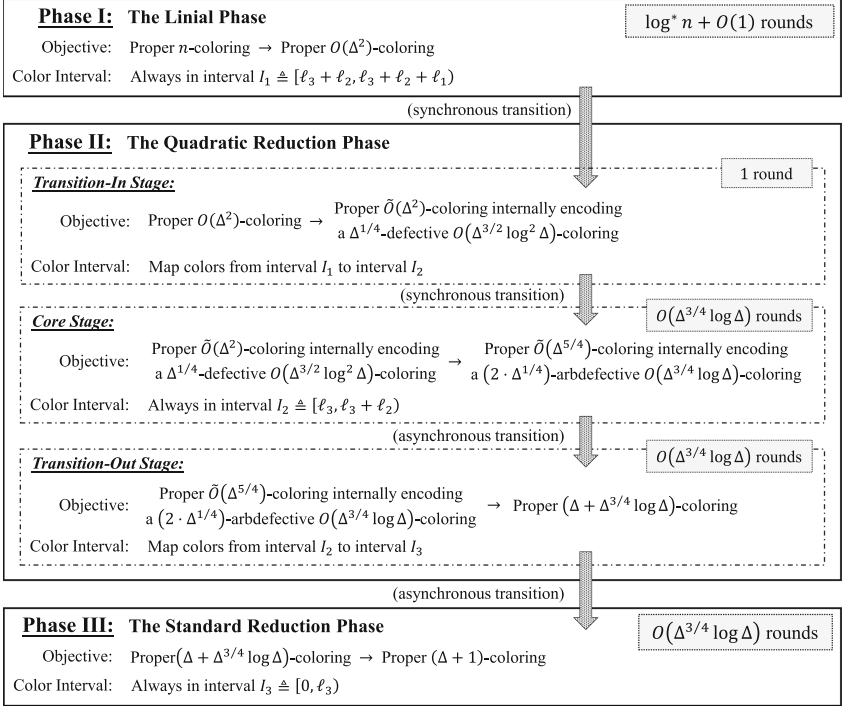 Phase I: The Linial Phase
log* n + O(1) rounds
Objective: Proper n-coloring → Proper O(Δ²)-coloring
Color Interval: Always in interval I₁ ≜ [ℓ₃ + ℓ₂, ℓ₃ + ℓ₂ + ℓ₁)
(synchronous transition)
Phase II: The Quadratic Reduction Phase
Transition-In Stage:
1 round
Objective: Proper O(Δ²)-coloring → Proper Õ(Δ²)-coloring internally encoding
a Δ^{1/4}-defective O(Δ^{3/2} log² Δ)-coloring
Color Interval: Map colors from interval I₁ to interval I₂
(synchronous transition)
Core Stage:
O(Δ^{3/4} log Δ) rounds
Objective: Proper Õ(Δ²)-coloring internally encoding → Proper Õ(Δ^{5/4})-coloring internally encoding
a Δ^{1/4}-defective O(Δ^{3/2} log² Δ)-coloring a (2 · Δ^{1/4})-arbdefective O(Δ^{3/4} log Δ)-coloring
Color Interval: Always in interval I₂ ≜ [ℓ₃, ℓ₃ + ℓ₂)
(asynchronous transition)
Transition-Out Stage:
O(Δ^{3/4} log Δ) rounds
Objective: Proper Õ(Δ^{5/4})-coloring internally encoding
a (2 · Δ^{1/4})-arbdefective O(Δ^{3/4} log Δ)-coloring → Proper (Δ + Δ^{3/4} log Δ)-coloring
Color Interval: Map colors from interval I₂ to interval I₃
(asynchronous transition)
Phase III: The Standard Reduction Phase
O(Δ^{3/4} log Δ) rounds
Objective: Proper(Δ + Δ^{3/4} log Δ)-coloring → Proper (Δ + 1)-coloring
Color Interval: Always in interval I₃ ≜ [0, ℓ₃)